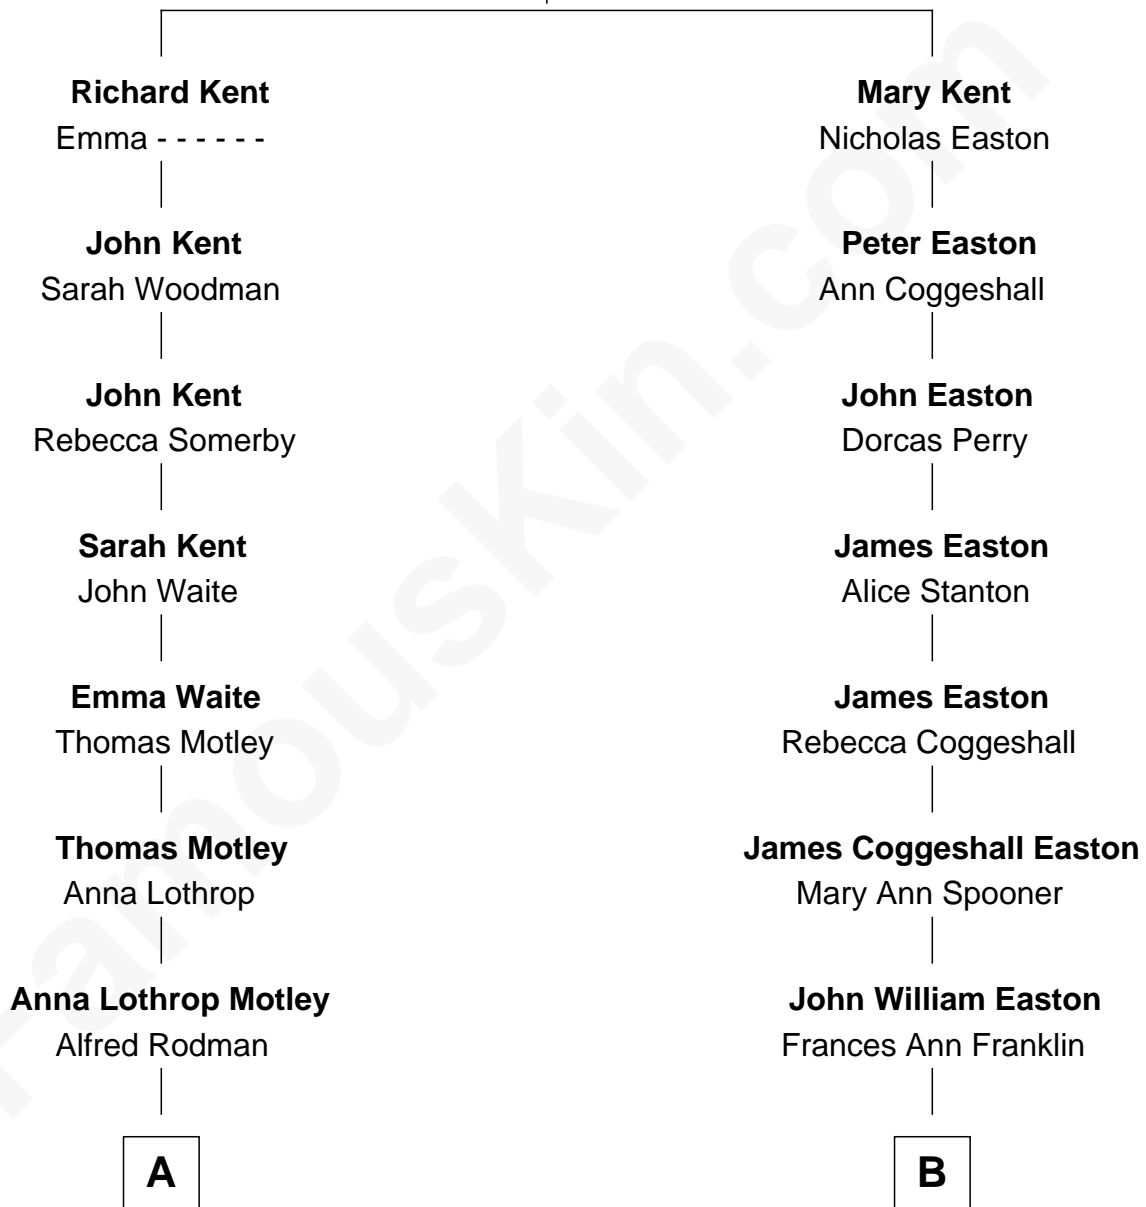 Richard Kent
Emma - - - - - -
John Kent
Sarah Woodman
John Kent
Rebecca Somerby
Sarah Kent
John Waite
Emma Waite
Thomas Motley
Thomas Motley
Anna Lothrop
Anna Lothrop Motley
Alfred Rodman
A
Mary Kent
Nicholas Easton
Peter Easton
Ann Coggeshall
John Easton
Dorcas Perry
James Easton
Alice Stanton
James Easton
Rebecca Coggeshall
James Coggeshall Easton
Mary Ann Spooner
John William Easton
Frances Ann Franklin
B
FamousKin.com